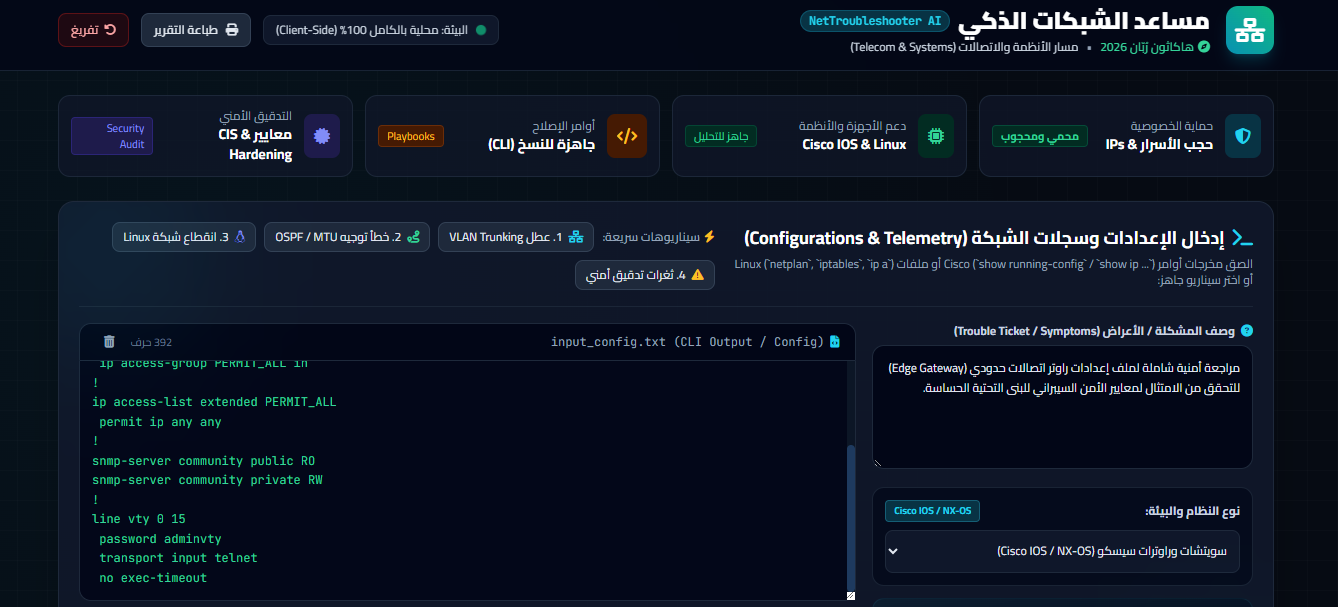 مساعد الشبكات الذكي NetTroubleshooter AI
هاكاثون رُبّان 2026 • مسار الأنظمة والاتصالات (Telecom & Systems)
البيئة: محلية بالكامل 100% (Client-Side)
طباعة التقرير
تفريغ
حماية الخصوصية
حجب الأسرار & IPs
محمي ومحجوب
دعم الأجهزة والأنظمة
Cisco IOS & Linux
جاهز للتحليل
أوامر الإصلاح
جاهزة للنسخ (CLI)
Playbooks
التدقيق الأمني
معايير CIS &
Hardening
Security
Audit
إدخال الإعدادات وسجلات الشبكة (Configurations & Telemetry)
الصق مخرجات أوامر Cisco (`show running-config` / `show ip ...`) أو ملفات Linux (`netplan`, `iptables`, `ip a`)
أو اختر سيناريو جاهز:
سيناريوهات سريعة:
1. عطل VLAN Trunking
2. خطأ توجيه OSPF / MTU
3. انقطاع شبكة Linux
4. ثغرات تدقيق أمني
وصف المشكلة / الأعراض (Trouble Ticket / Symptoms)
مراجعة أمنية شاملة لملف إعدادات راوتر اتصالات حدودي (Edge Gateway)
للتحقق من الامتثال لمعايير الأمن السيبراني للبنى التحتية الحساسة.
نوع النظام والبيئة:
Cisco IOS / NX-OS
سويتشات وراوترات سيسكو (Cisco IOS / NX-OS)
input_config.txt (CLI Output / Config)
392 حرف
ip access-group PERMIT_ALL in
!
ip access-list extended PERMIT_ALL
permit ip any any
!
snmp-server community public RO
snmp-server community private RW
!
line vty 0 15
password adminvty
transport input telnet
no exec-timeout